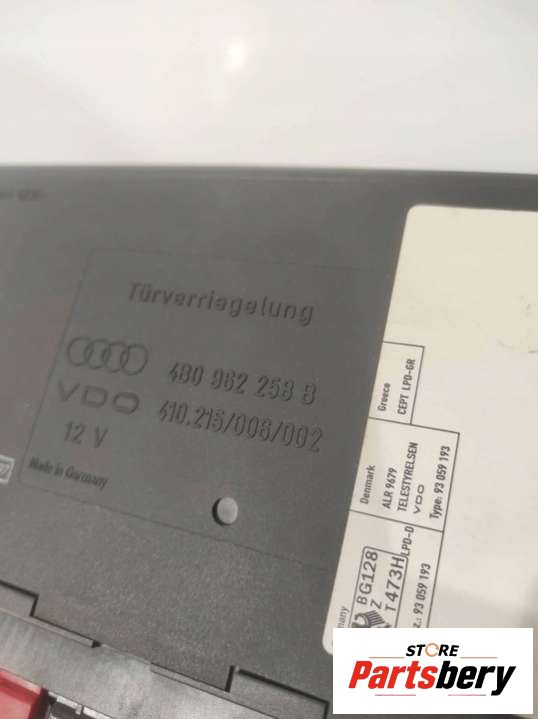 Türverriegelung
4B0 962 258 B
VDO 410.215/006/002
12 V
Made in Germany
Greece
CEPT LPD-GR
Denmark
ALR 9679
TELESTYRELSEN
VDO
Type: 93 059 193
LPD-D
BG128
Z
T473H
.: 93 059 193
STORE
Partsbery